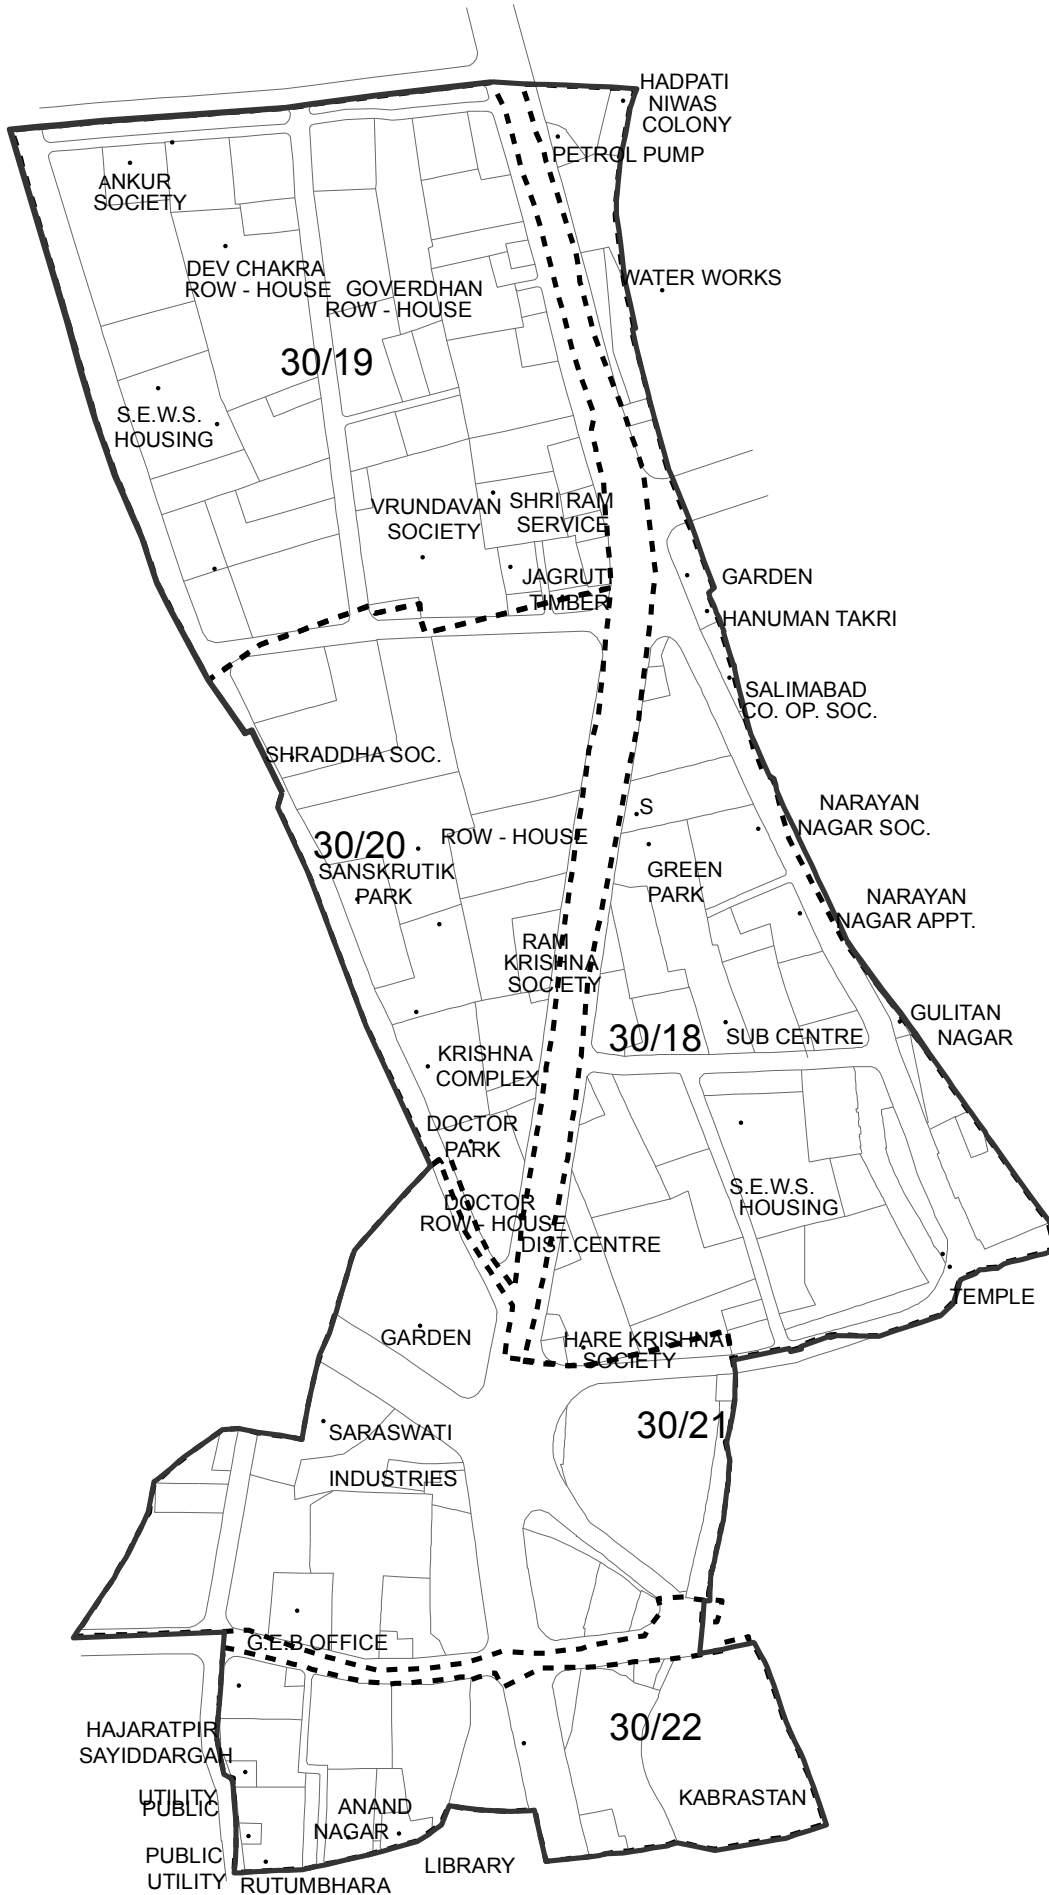 HADPATI
NIWAS
COLONY
PETROL PUMP
ANKUR
SOCIETY
DEV CHAKRA
ROW - HOUSE
GOVERDHAN
ROW - HOUSE
WATER WORKS
30/19
S.E.W.S.
HOUSING
VRUNDAVAN
SOCIETY
SHRI RAM
SERVICE
JAGRUTI
TIMBER
GARDEN
HANUMAN TAKRI
SALIMABAD
CO. OP. SOC.
SHRADDHA SOC.
S
NARAYAN
NAGAR SOC.
30/20
ROW - HOUSE
SANSKRUTIK
PARK
GREEN
PARK
NARAYAN
NAGAR APPT.
RAM
KRISHNA
SOCIETY
GULITAN
NAGAR
30/18
SUB CENTRE
KRISHNA
COMPLEX
DOCTOR
PARK
S.E.W.S.
HOUSING
DOCTOR
ROW - HOUSE
DIST.CENTRE
TEMPLE
GARDEN
HARE KRISHNA
SOCIETY
30/21
SARASWATI
INDUSTRIES
G.E.B OFFICE
30/22
HAJARATPIR
SAYIDDARGAH
UTILITY
PUBLIC
ANAND
NAGAR
KABRASTAN
PUBLIC
UTILITY
RUTUMBHARA
LIBRARY